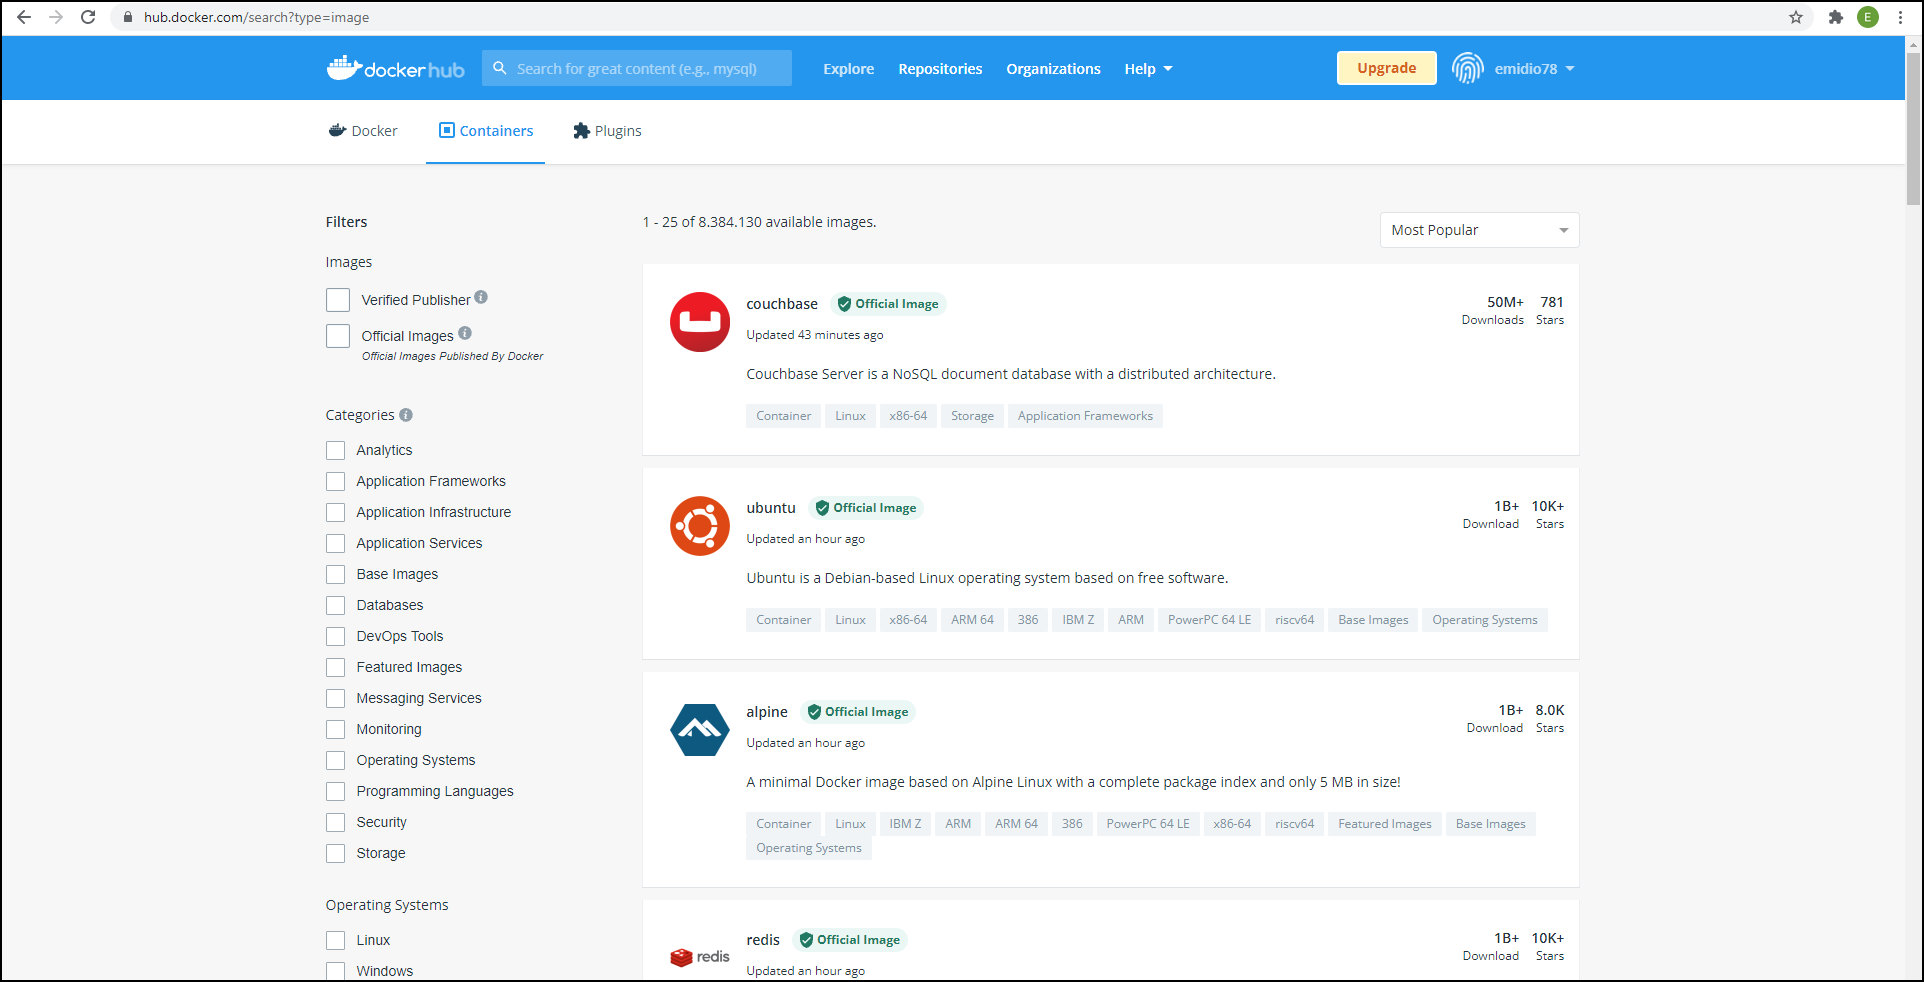 hub.docker.com/search?type=image
E
docker hub
Search for great content (e.g., mysql)
Explore
Repositories
Organizations
Help
Upgrade
emidio78
Docker
Containers
Plugins
Filters
Images
Verified Publisher
Official Images
Official Images Published By Docker
Categories
Analytics
Application Frameworks
Application Infrastructure
Application Services
Base Images
Databases
DevOps Tools
Featured Images
Messaging Services
Monitoring
Operating Systems
Programming Languages
Security
Storage
Operating Systems
Linux
Windows
1 - 25 of 8.384.130 available images.
Most Popular
couchbase Official Image
50M+ 781
Downloads Stars
Updated 43 minutes ago
Couchbase Server is a NoSQL document database with a distributed architecture.
Container Linux x86-64 Storage Application Frameworks
ubuntu Official Image
1B+ 10K+
Download Stars
Updated an hour ago
Ubuntu is a Debian-based Linux operating system based on free software.
Container Linux x86-64 ARM 64 386 IBM Z ARM PowerPC 64 LE riscv64 Base Images Operating Systems
alpine Official Image
1B+ 8.0K
Download Stars
Updated an hour ago
A minimal Docker image based on Alpine Linux with a complete package index and only 5 MB in size!
Container Linux IBM Z ARM ARM 64 386 PowerPC 64 LE x86-64 riscv64 Featured Images Base Images
Operating Systems
redis
redis Official Image
1B+ 10K+
Download Stars
Updated an hour ago